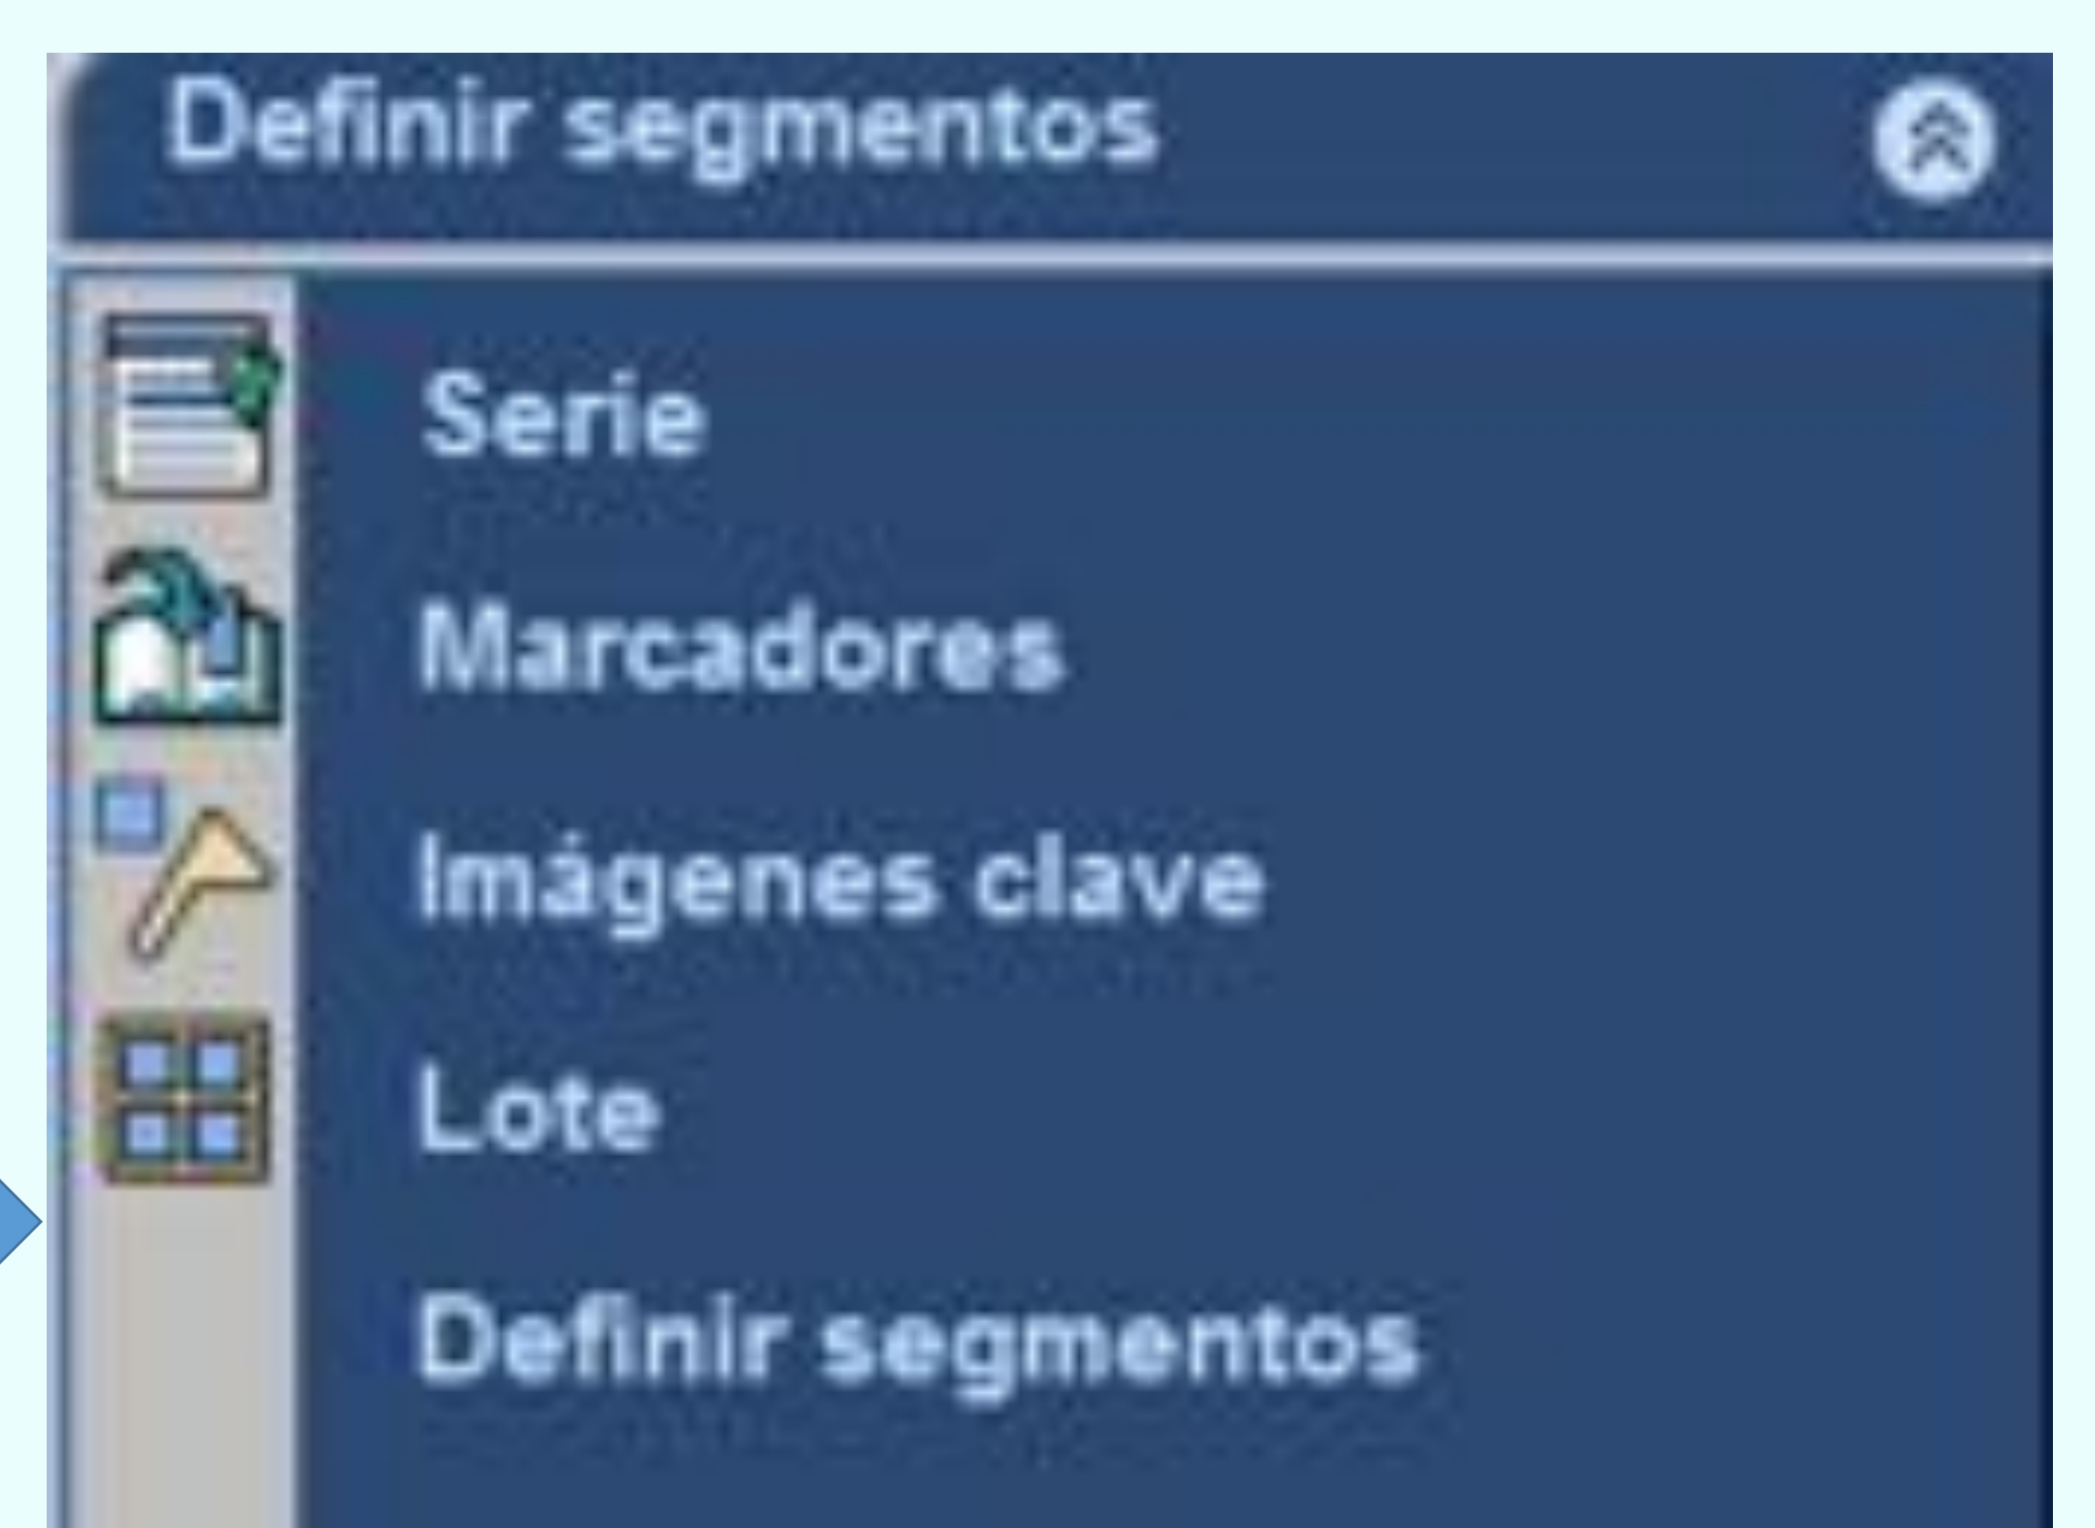 Definir segmentos
Serie
Marcadores
Imágenes clave
Lote
Definir segmentos